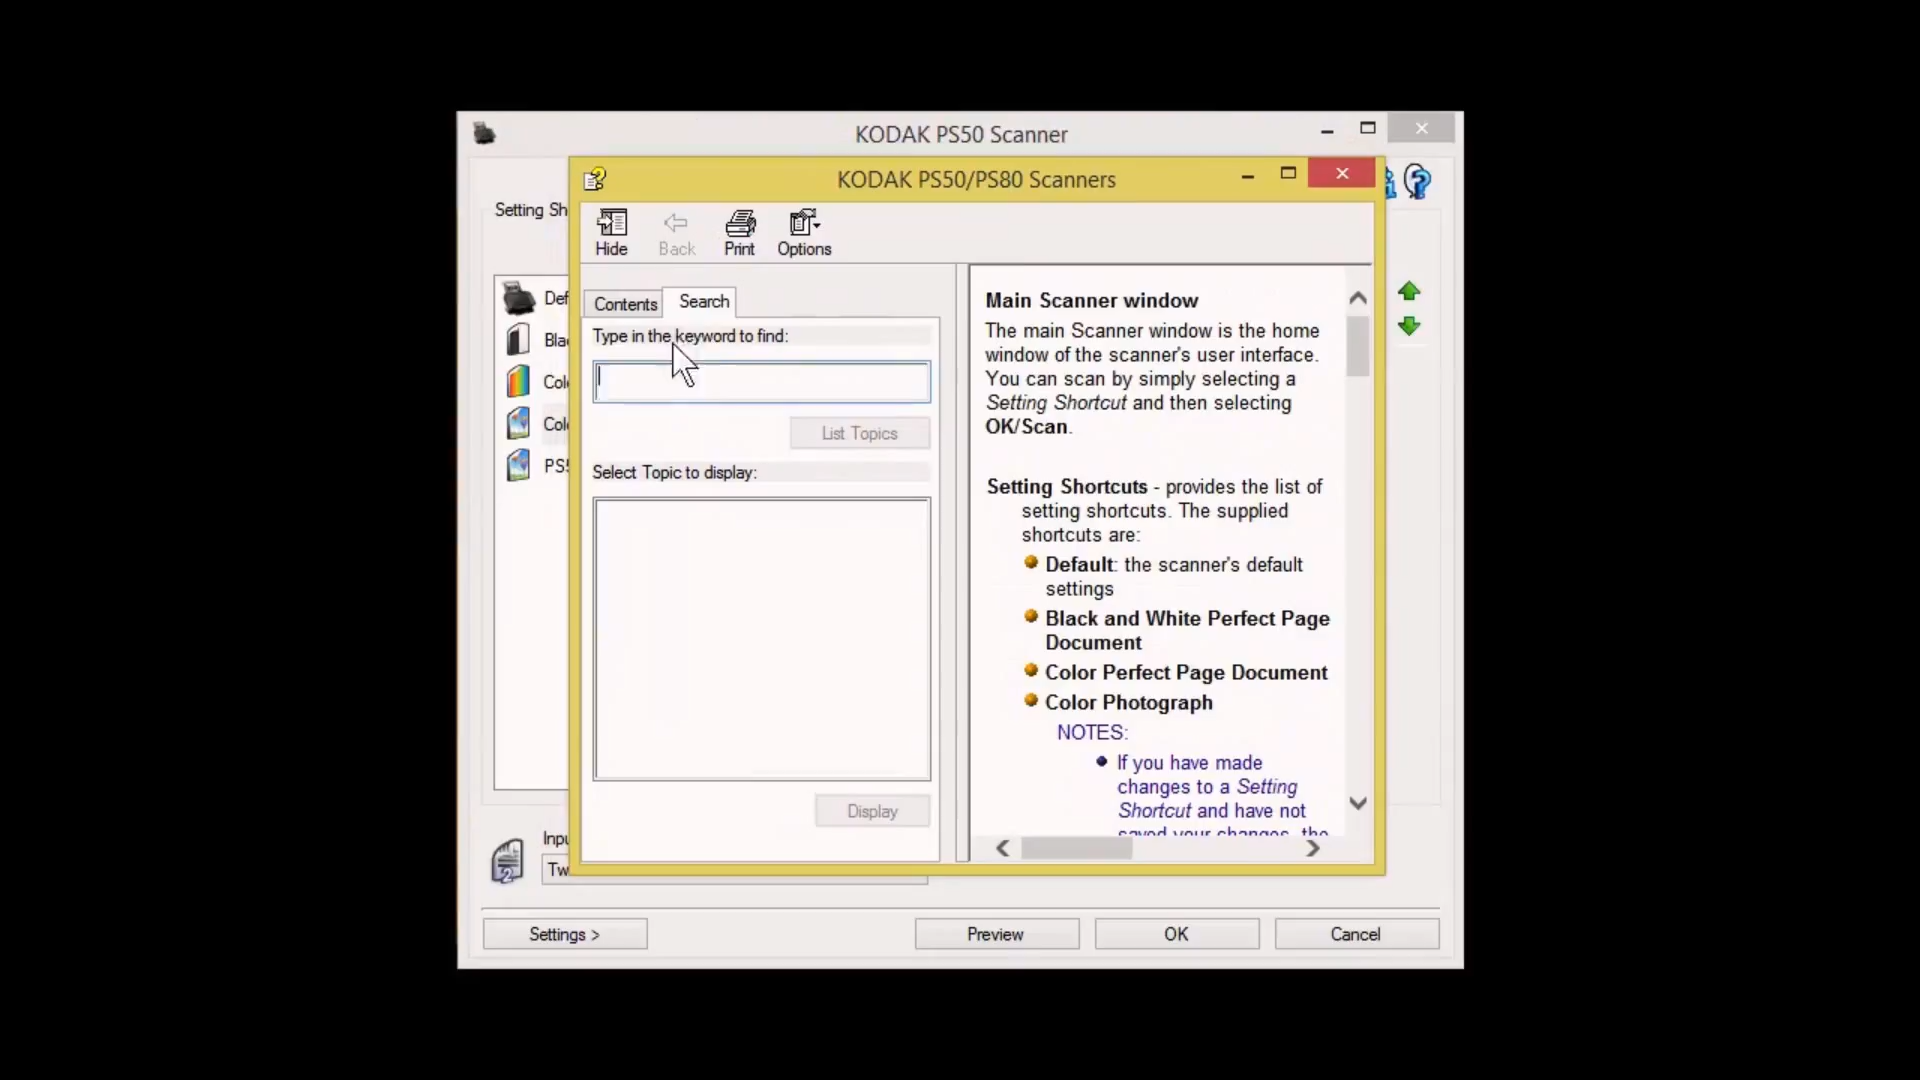 KODAK PS50 Scanner
KODAK PS50/PS80 Scanners
Hide
Back
Print
Options
Setting Sh
Def
Bla
Col
Col
PS5
Contents
Search
Type in the keyword to find:
List Topics
Select Topic to display:
Display
Main Scanner window
The main Scanner window is the home
window of the scanner's user interface.
You can scan by simply selecting a
Setting Shortcut and then selecting
OK/Scan.
Setting Shortcuts - provides the list of
setting shortcuts. The supplied
shortcuts are:
Default: the scanner's default
settings
Black and White Perfect Page
Document
Color Perfect Page Document
Color Photograph
NOTES:
If you have made
changes to a Setting
Shortcut and have not
saved your changes, the
Inpu
Tw
Settings >
Preview
OK
Cancel